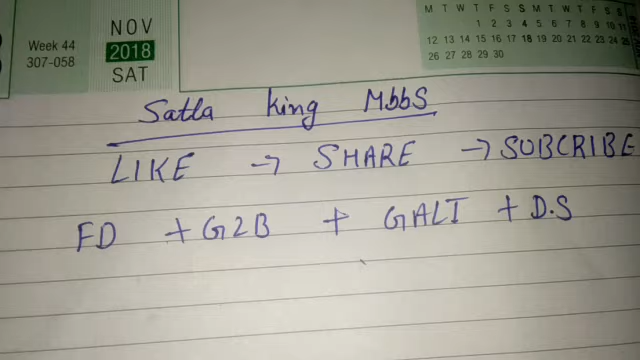 NOV
Week 44
2018
307-058
SAT
M T W T F S S M T W T F S S
1 2 3 4 5 6 7 8 9 10 11
12 13 14 15 16 17 18 19 20 21 22 23 24 25
26 27 28 29 30
Satla king MbbS
LIKE → SHARE → SUBCRIBE
FD + G2B + GALI + D.S